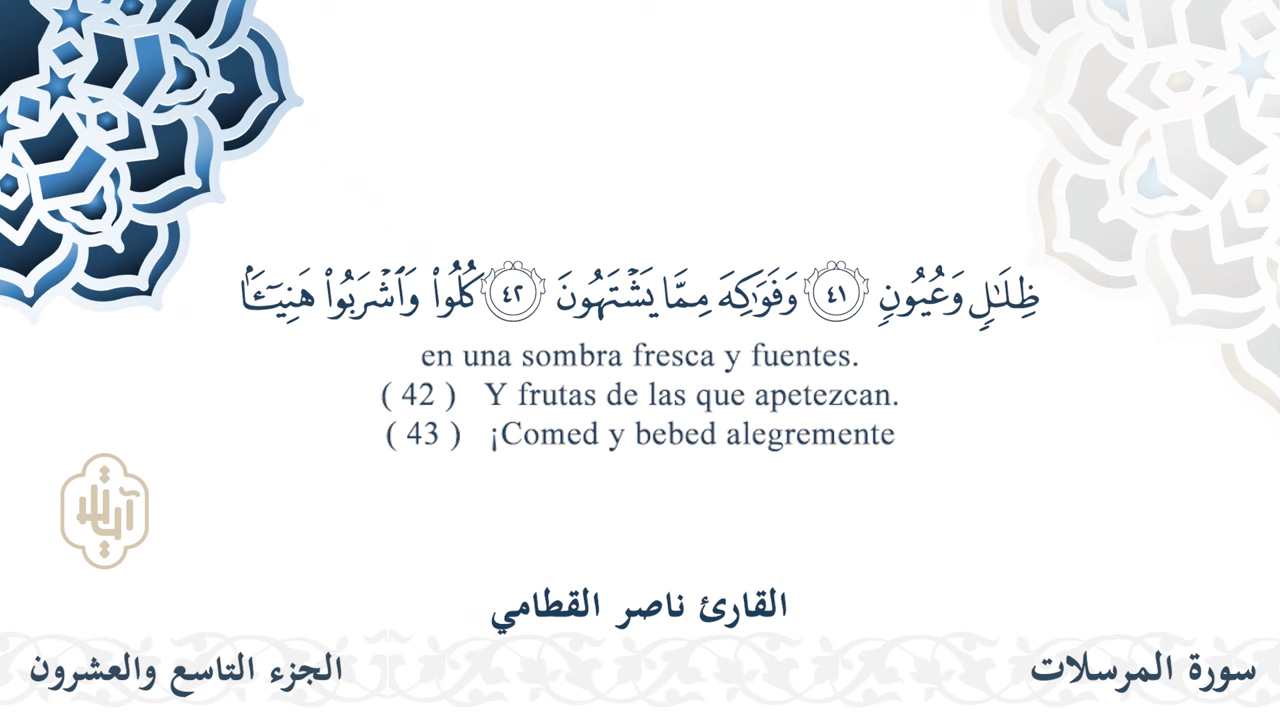 ظِلَـٰلٍ وَعُيُونٍ ٤١ وَفَوَٰكِهَ مِمَّا يَشْتَهُونَ ٤٢ كُلُوا۟ وَٱشْرَبُوا۟ هَنِيٓـًٔۢا
en una sombra fresca y fuentes.
( 42 ) Y frutas de las que apetezcan.
( 43 ) ¡Comed y bebed alegremente
القارئ ناصر القطامي
سورة المرسلات
الجزء التاسع والعشرون